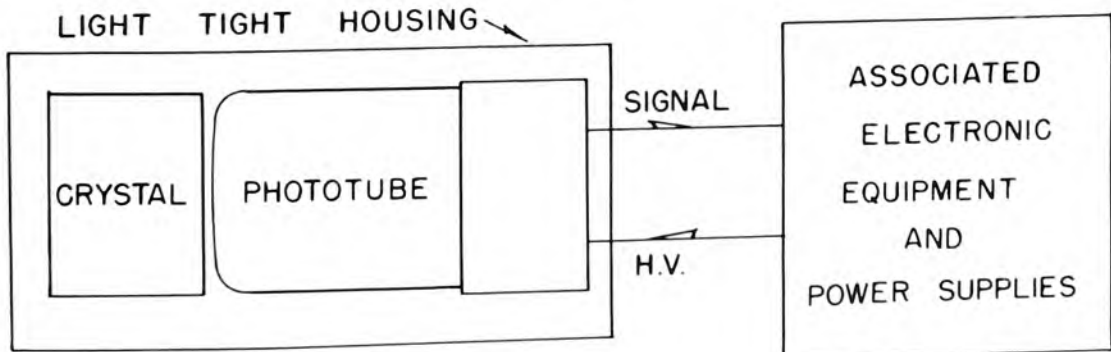 LIGHT TIGHT HOUSING
CRYSTAL
PHOTOTUBE
SIGNAL
H.V.
ASSOCIATED
ELECTRONIC
EQUIPMENT
AND
POWER SUPPLIES